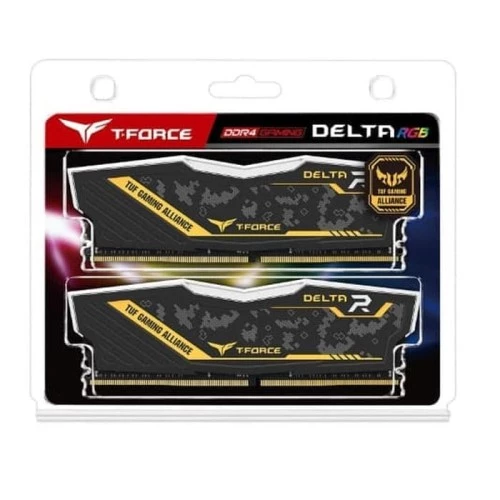 T-FORCE DDR4 GAMING DELTA RGB
DELTA R
TUF GAMING ALLIANCE
T-FORCE
TUF GAMING
ALLIANCE
DELTA R
TUF GAMING ALLIANCE
T-FORCE